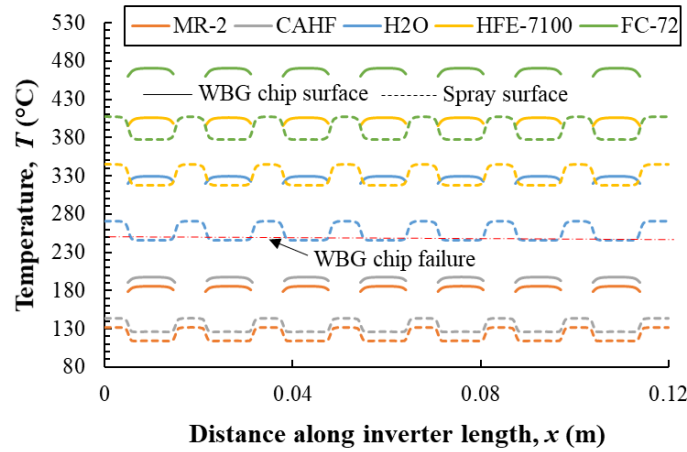 MR-2 CAHF H2O HFE-7100 FC-72
WBG chip surface Spray surface
WBG chip failure
Temperature, T (°C)
530
480
430
380
330
280
230
180
130
80
0 0.04 0.08 0.12
Distance along inverter length, x (m)